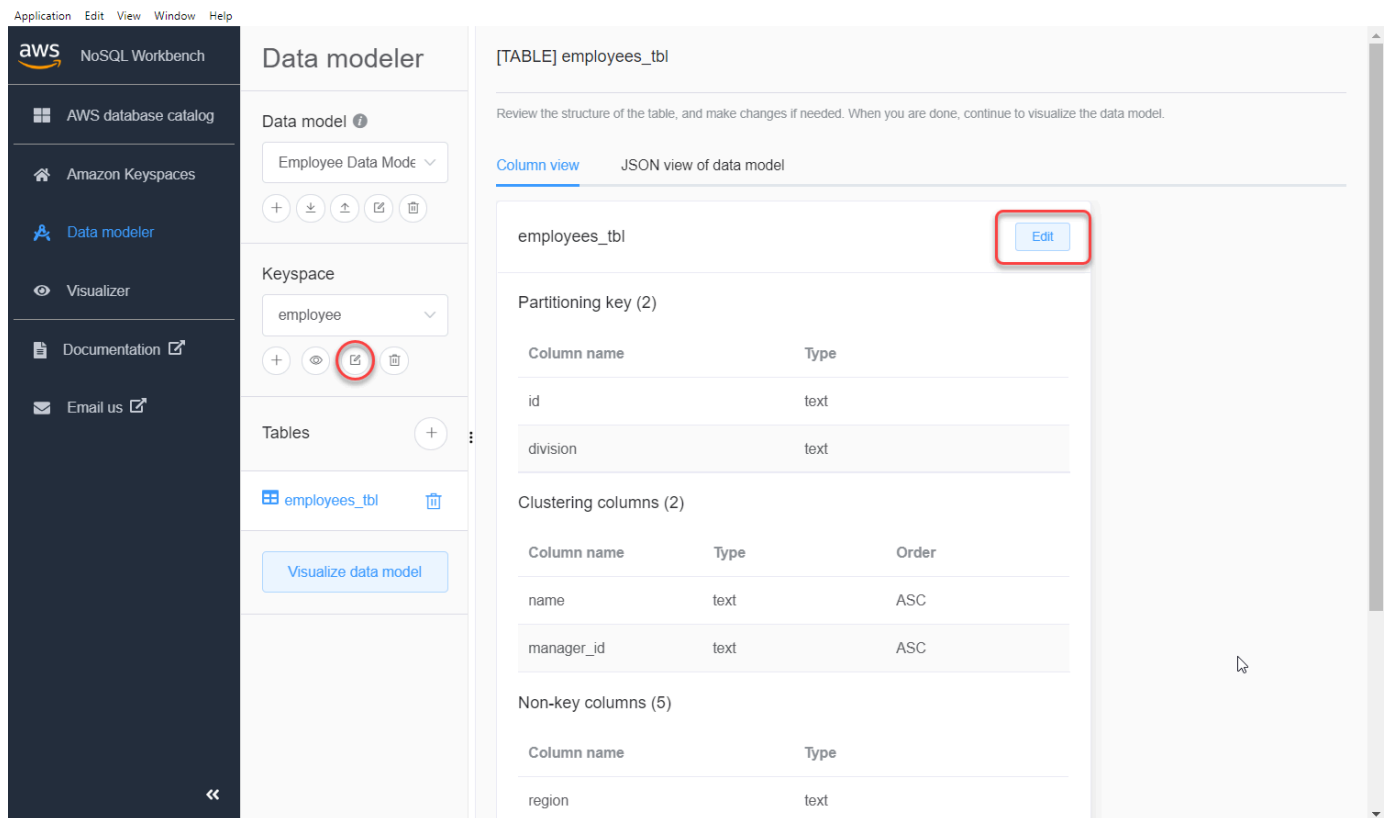 Application Edit View Window Help
aws NoSQL Workbench
AWS database catalog
Amazon Keyspaces
Data modeler
Visualizer
Documentation
Email us
Data modeler
Data model
Employee Data Mode
Keyspace
employee
Tables
employees_tbl
Visualize data model
[TABLE] employees_tbl
Review the structure of the table, and make changes if needed. When you are done, continue to visualize the data model.
Column view JSON view of data model
employees_tbl Edit
Partitioning key (2)
Column name Type
id text
division text
Clustering columns (2)
Column name Type Order
name text ASC
manager_id text ASC
Non-key columns (5)
Column name Type
region text